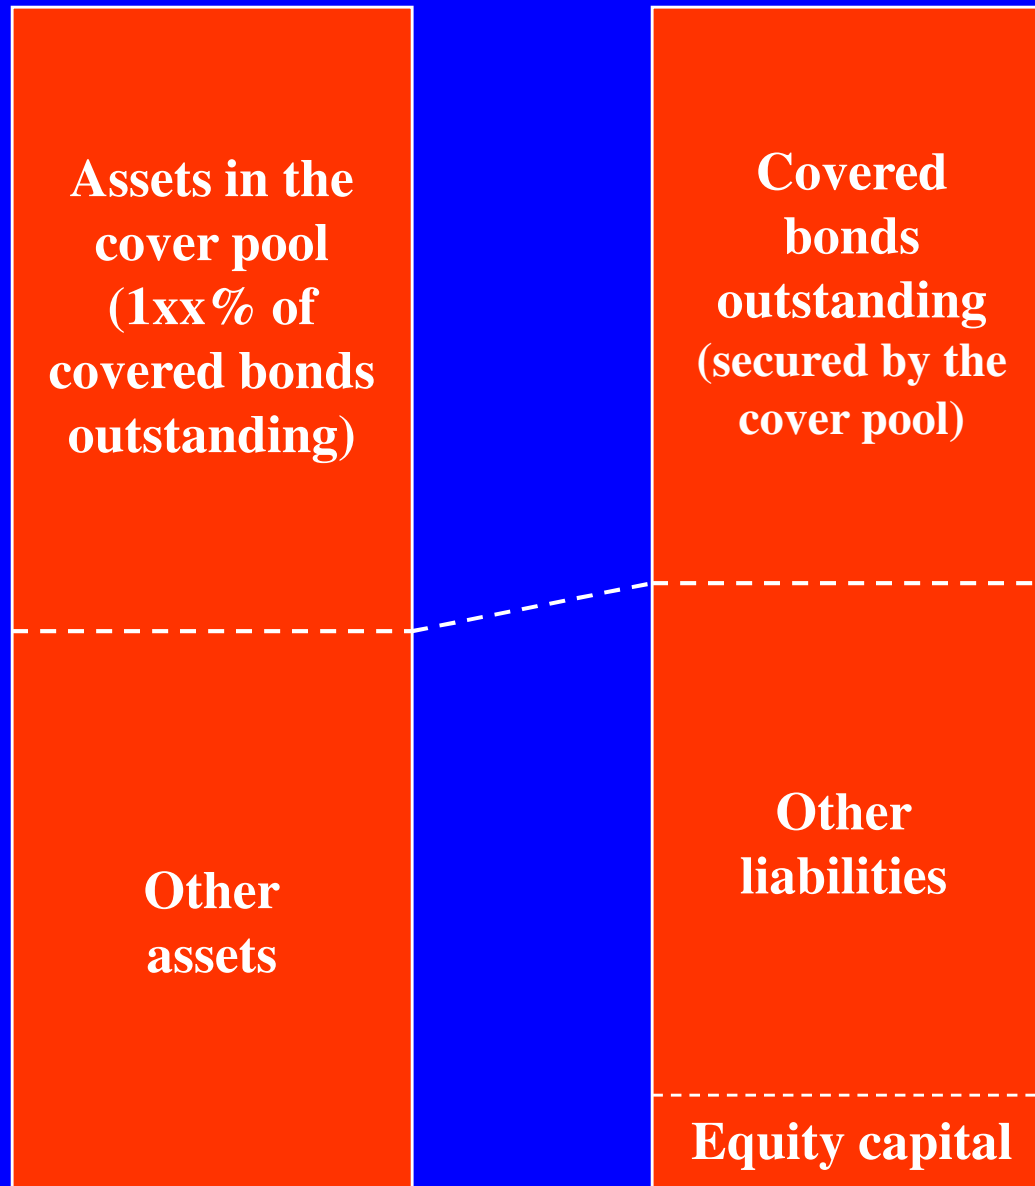 Assets in the
cover pool
(1xx% of
covered bonds
outstanding)
Other
assets
Covered
bonds
outstanding
(secured by the
cover pool)
Other
liabilities
Equity capital